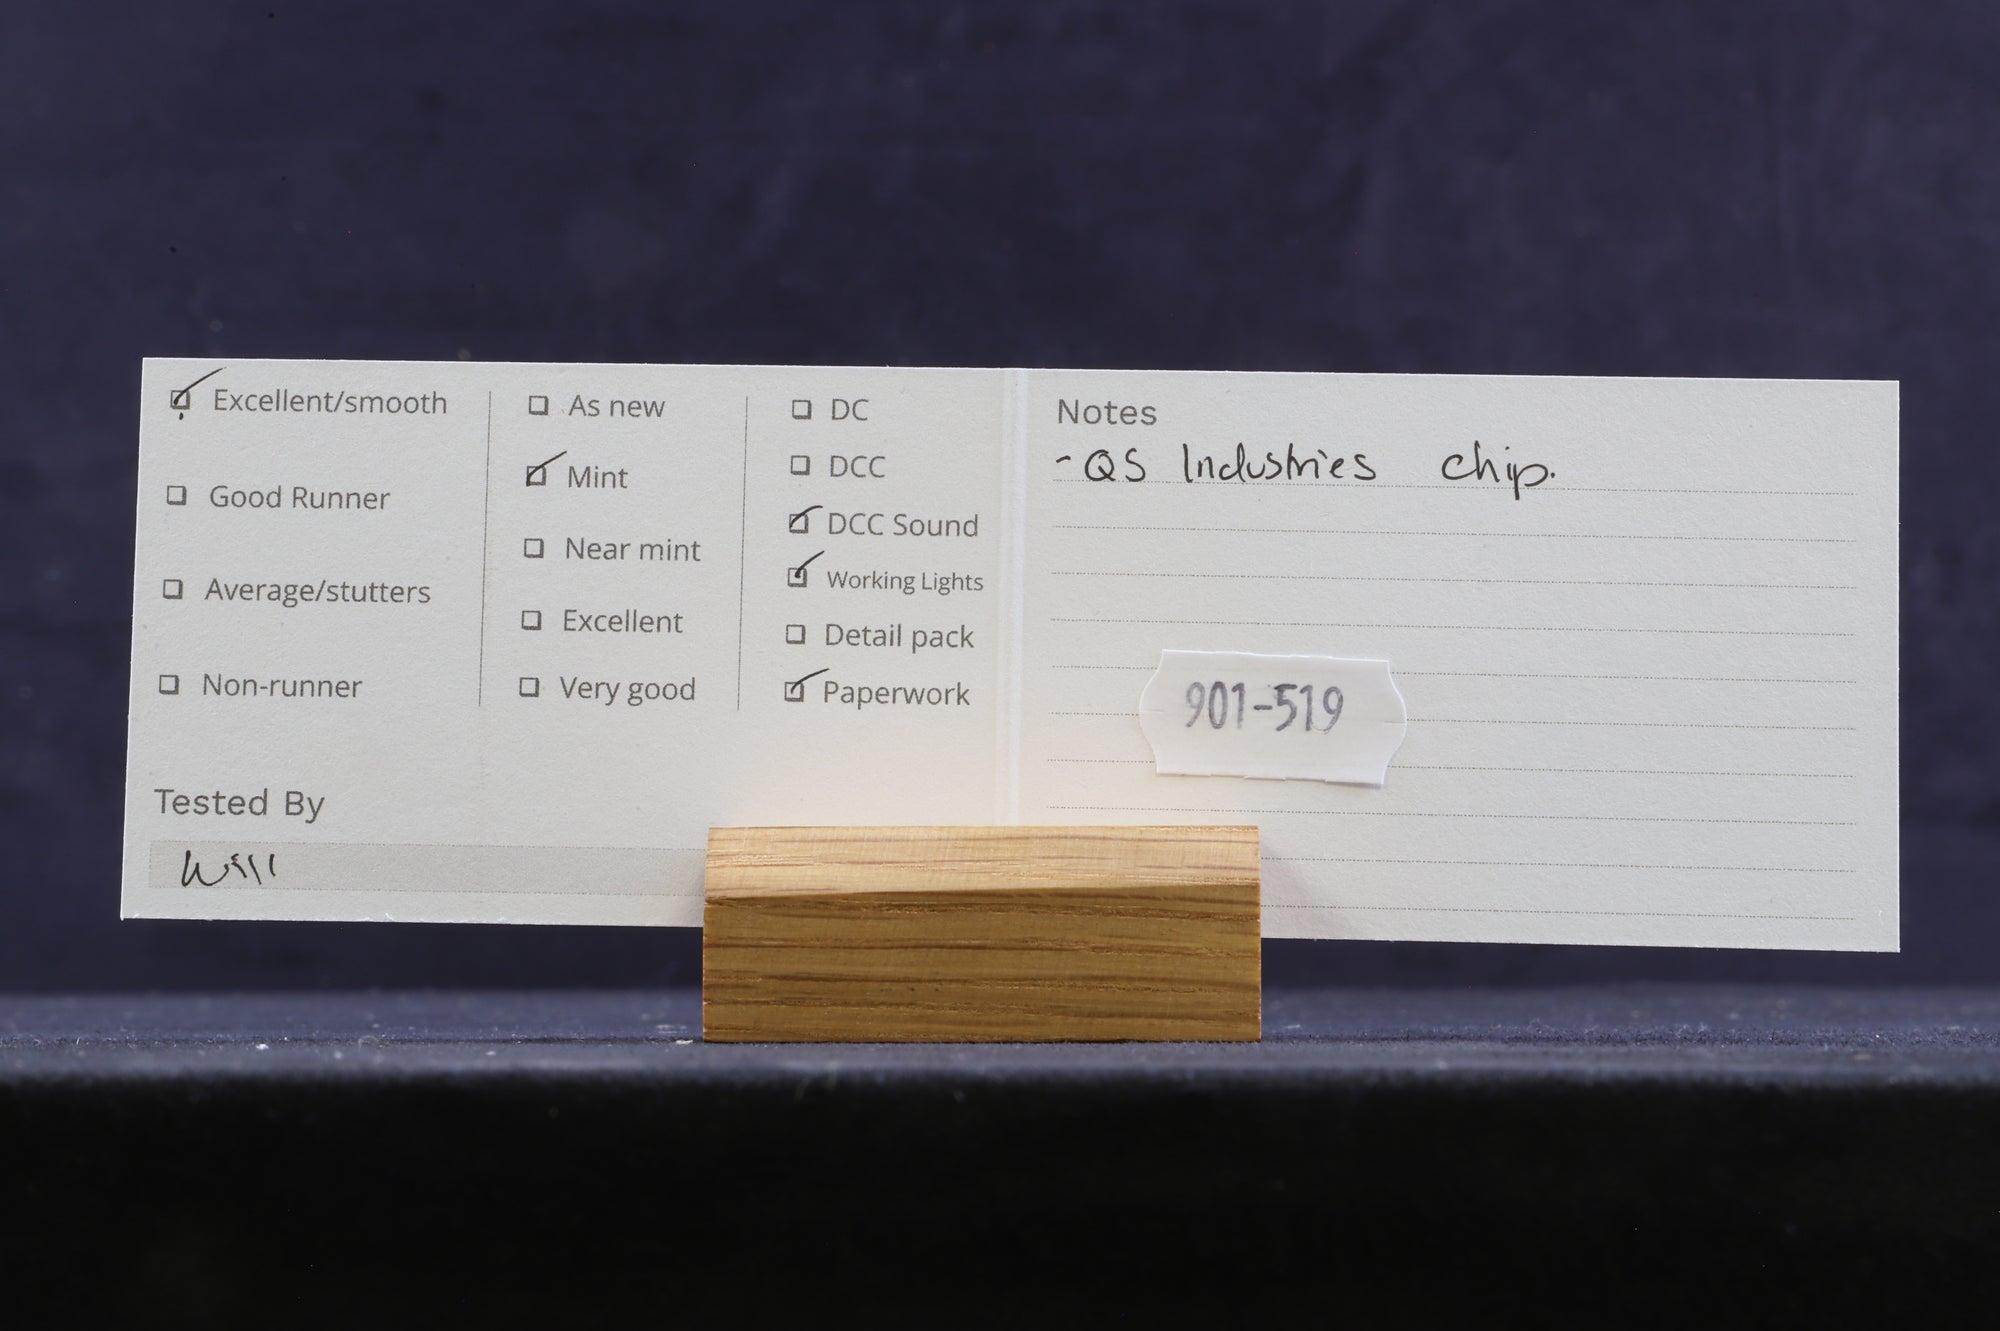 Excellent/smooth
Good Runner
Average/stutters
Non-runner
As new
Mint
Near mint
Excellent
Very good
DC
DCC
DCC Sound
Working Lights
Detail pack
Paperwork
Tested By
Will
Notes
- QS Industries chip.
901-519